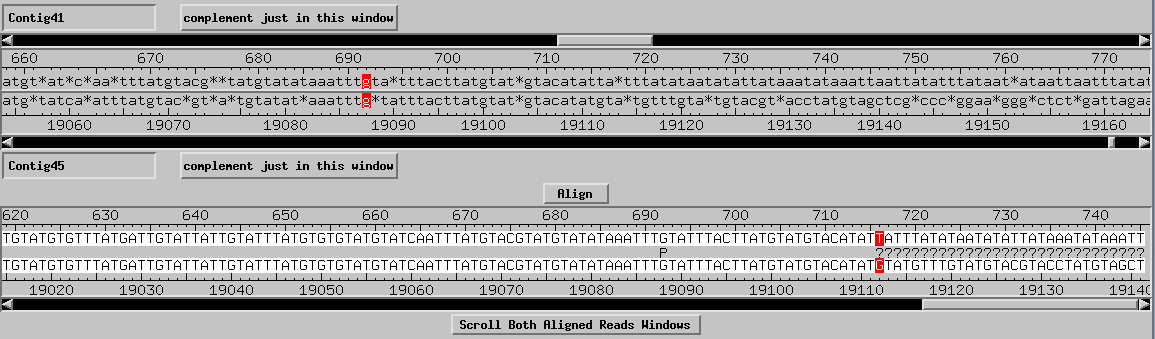 Contig41 complement just in this window
660 670 680 690 700 710 720 730 740 750 760 770
atgt*at*c*aa*tttatgtacg**tatgtatataaatttgta*ttttacttatgtat*gtacatatta*tttatataatatattataaatataaattaattatatttataat*ataattaatttatat
atg*tatca*atttatgtac*gt*a*tgtatat*aaatttg*tatttacttatgtat*gtacatatgta*tgtttgta*tgtacgt*acctatgtagctcg*ccc*ggaa*ggg*ctct*gattagaa
19060 19070 19080 19090 19100 19110 19120 19130 19140 19150 19160
Contig45 complement just in this window
Align
620 630 640 650 660 670 680 690 700 710 720 730 740
TGTATGTGTTTATGATTGTATTATTGTATTTATGTGTGTATGTATCAATTTATGTACGTATGTATATAAATTTGTATTTACTTATGTATGTACATATTATTTATATAATATATTATAAATATAAATT
P ??????????????????????????????
TGTATGTGTTTATGATTGTATTATTGTATTTATGTGTGTATGTATCAATTTATGTACGTATGTATATAAATTTGTATTTACTTATGTATGTACATATGTATGTTTGTATGTACGTACCTATGTAGCT
19020 19030 19040 19050 19060 19070 19080 19090 19100 19110 19120 19130 19140
Scroll Both Aligned Reads Windows